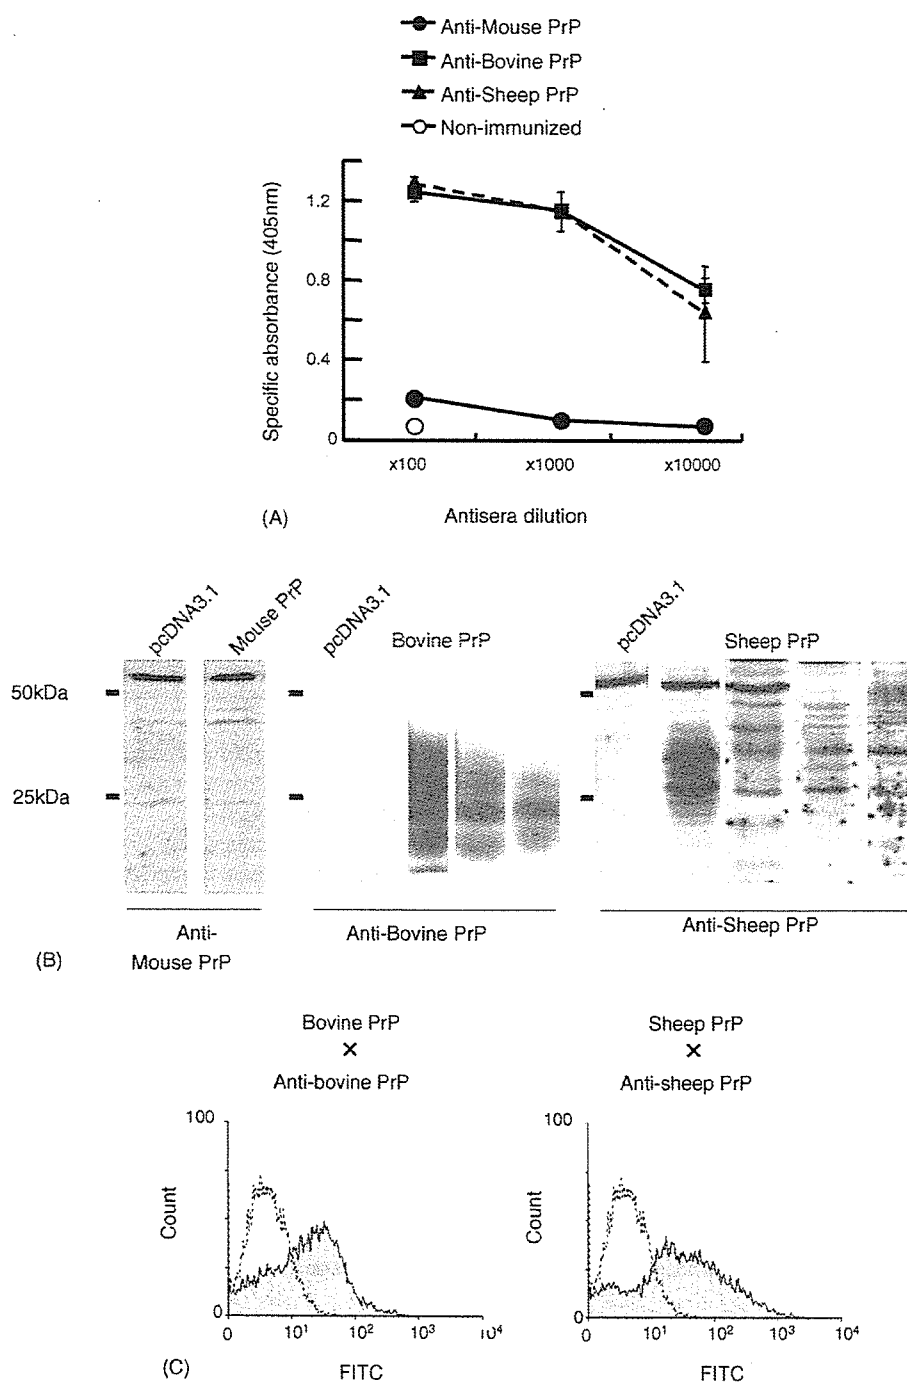 Anti-Mouse PrP
Anti-Bovine PrP
Anti-Sheep PrP
Non-immunized
Specific absorbance (405nm)
1.2
0.8
0.4
0
x100 x1000 x10000
(A) Antisera dilution
pcDNA3.1 Mouse PrP pcDNA3.1 Bovine PrP pcDNA3.1 Sheep PrP
50kDa
25kDa
Anti-
Mouse PrP
Anti-Bovine PrP
Anti-Sheep PrP
(B)
Bovine PrP
×
Anti-bovine PrP
Sheep PrP
×
Anti-sheep PrP
100
Count
0
0 10¹ 10² 10³ 10⁴
FITC
100
Count
0
0 10¹ 10² 10³ 10⁴
FITC
(C)